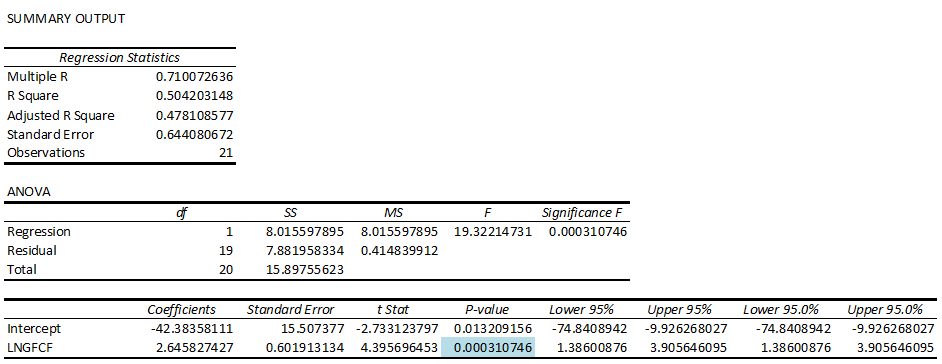 SUMMARY OUTPUT
Regression Statistics
Multiple R 0.710072636
R Square 0.504203148
Adjusted R Square 0.478108577
Standard Error 0.644080672
Observations 21
ANOVA
df SS MS F Significance F
Regression 1 8.015597895 8.015597895 19.32214731 0.000310746
Residual 19 7.881958334 0.414839912
Total 20 15.89755623
Coefficients Standard Error t Stat P-value Lower 95% Upper 95% Lower 95.0% Upper 95.0%
Intercept -42.38358111 15.507377 -2.733123797 0.013209156 -74.8408942 -9.926268027 -74.8408942 -9.926268027
LNGFCF 2.645827427 0.601913134 4.395696453 0.000310746 1.38600876 3.905646095 1.38600876 3.905646095